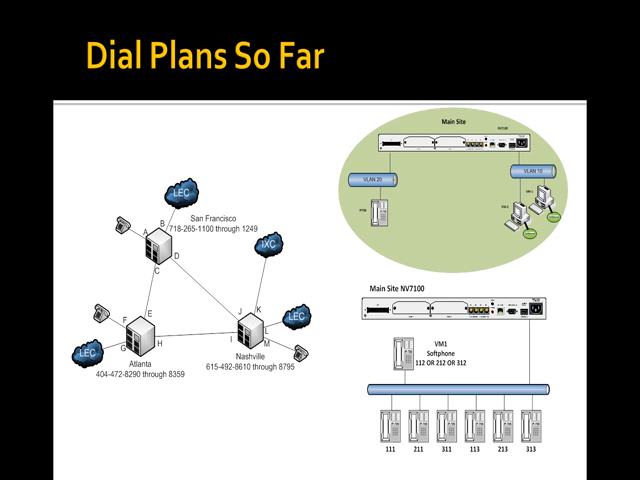 Dial Plans So Far
LEC
San Francisco
718-265-1100 through 1249
A
B
C
D
IXC
E
F
G
H
LEC
Atlanta
404-472-8290 through 8359
J
K
I
L
M
LEC
Nashville
615-492-8610 through 8795
Main Site
VLAN 20
VLAN 10
Main Site NV7100
VM1
Softphone
112 OR 212 OR 312
111
211
311
113
213
313